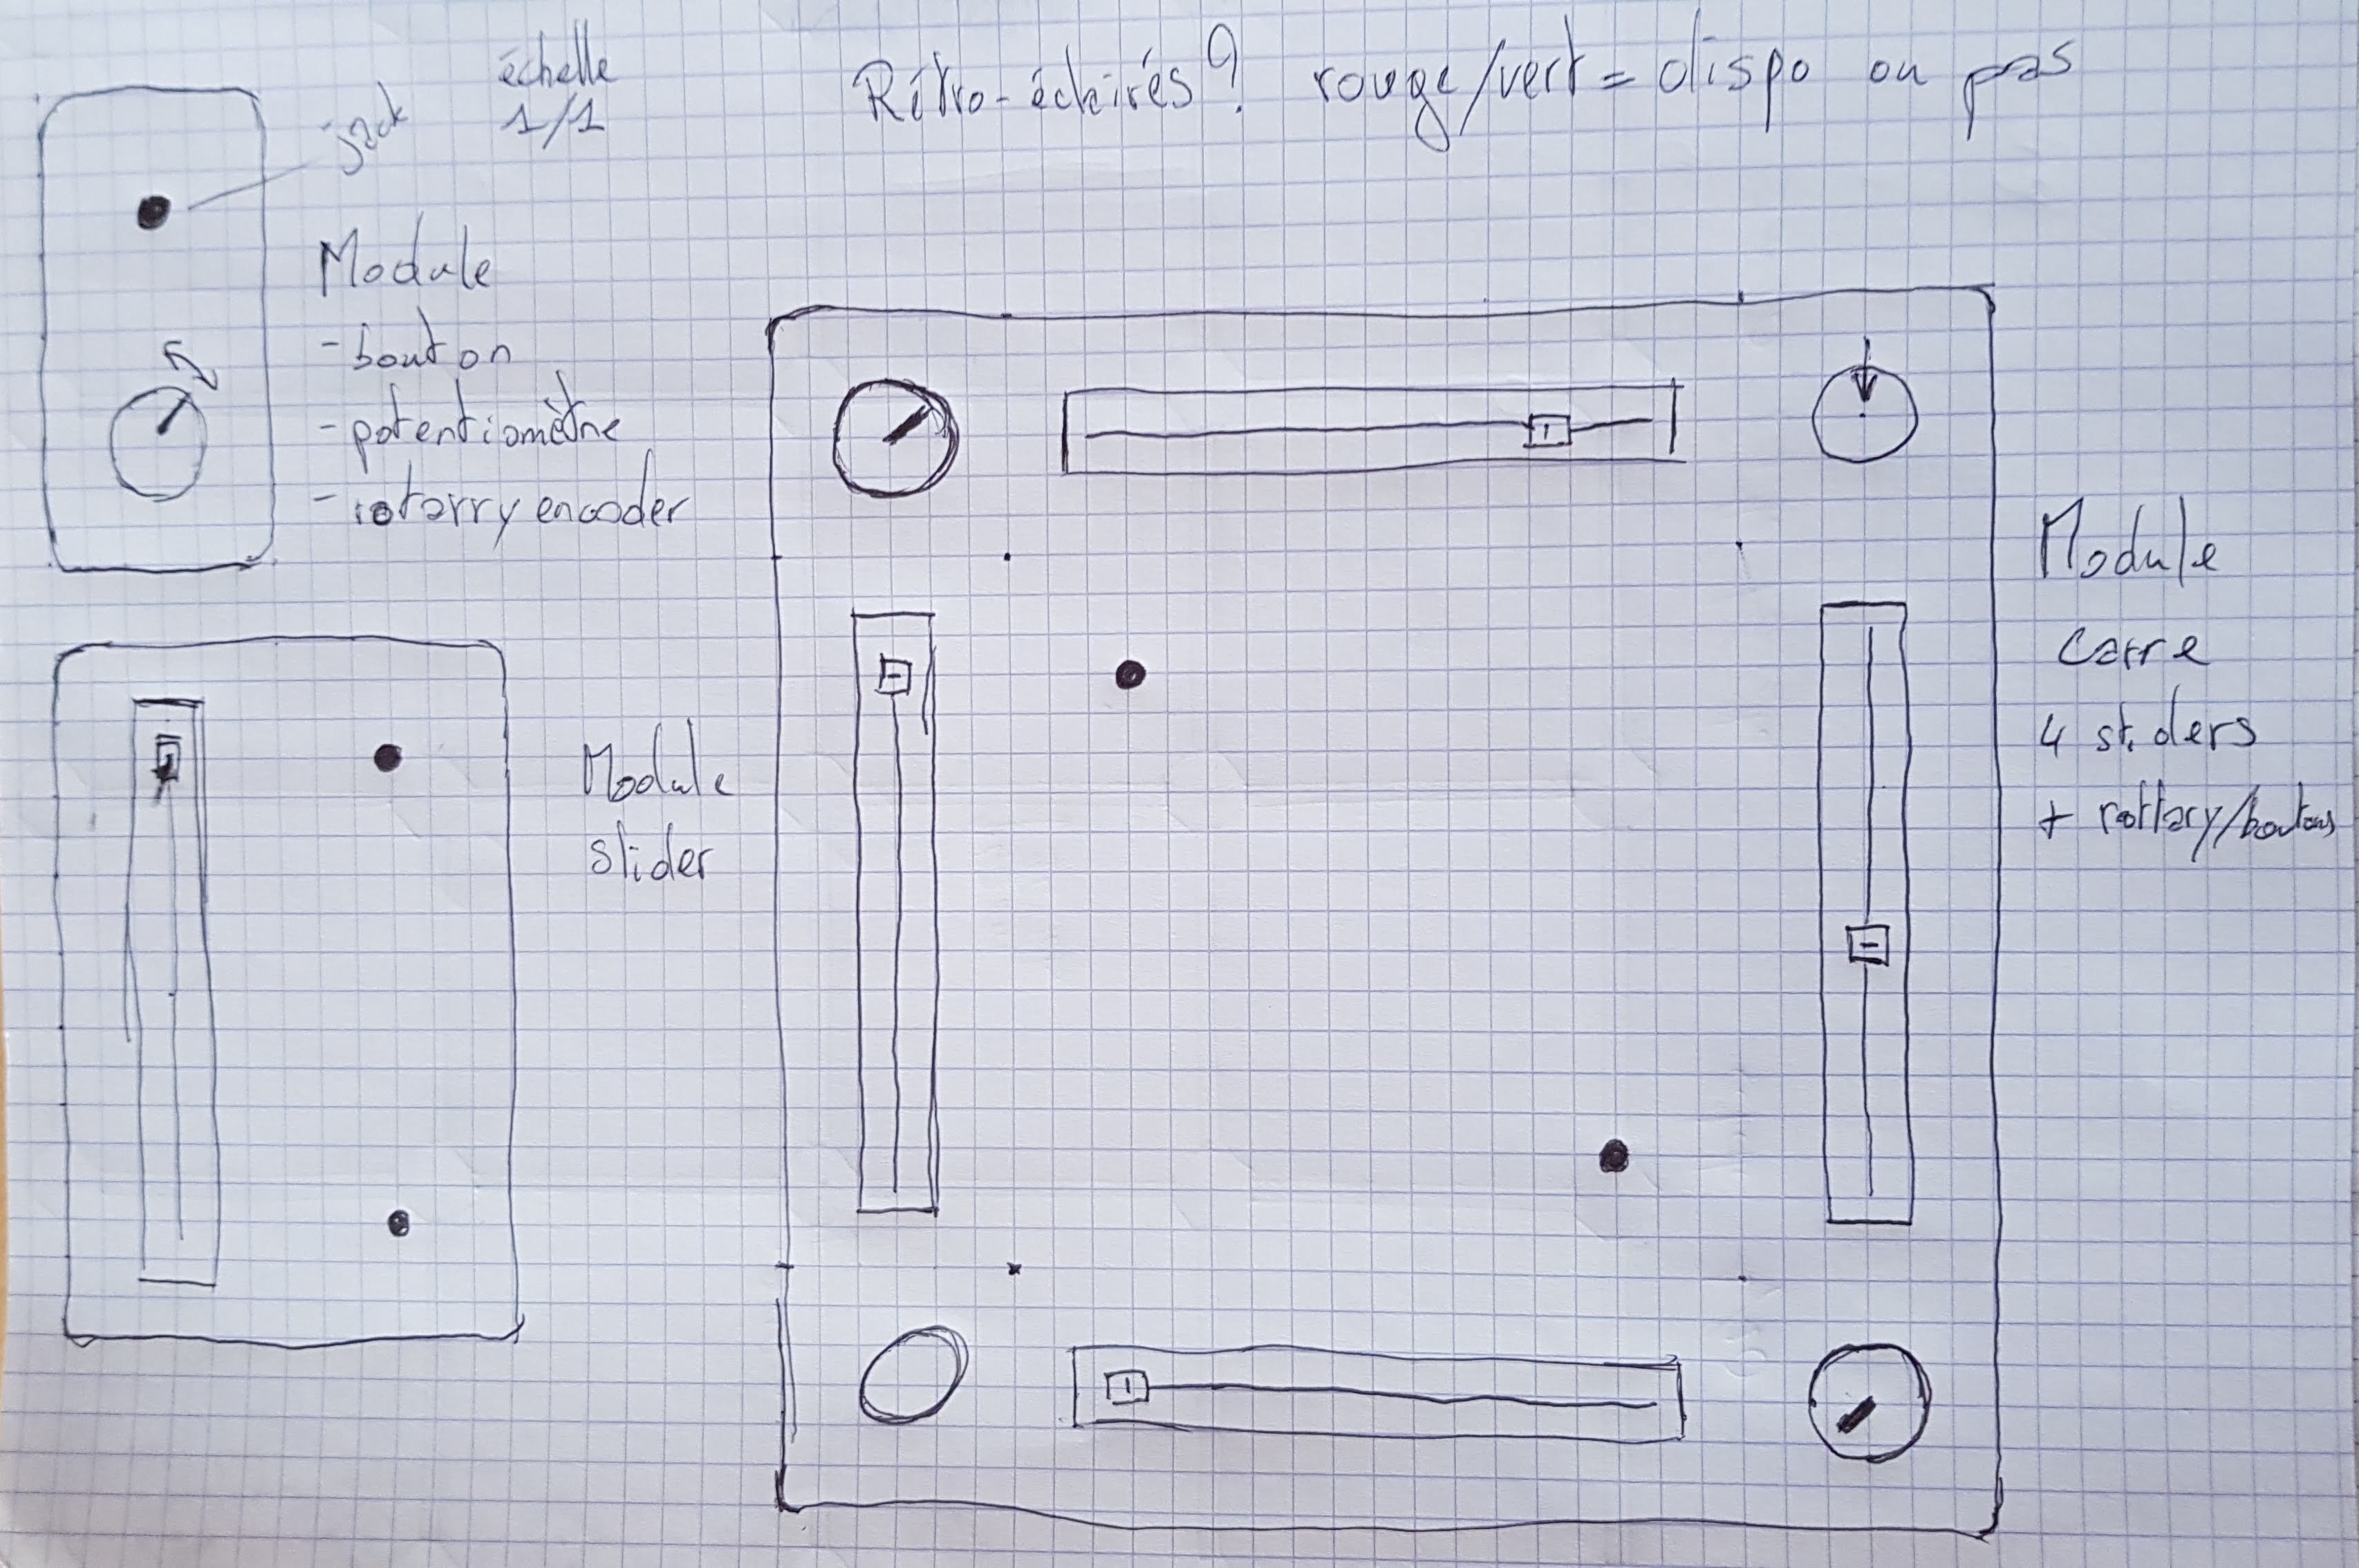 échelle
1/1
jack
Rétro-éclairés ? rouge/vert = dispo ou pas
Module
- bouton
- potentiomètre
- rotarry encoder
Module
slider
Module
carre
4 sliders
+ rottary/boutons